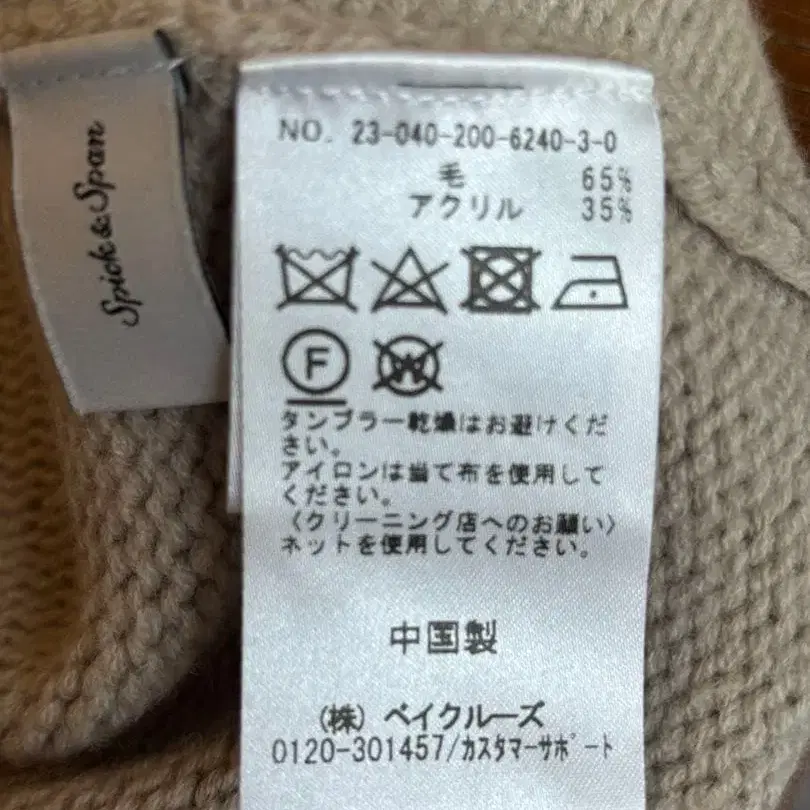 Spick & Span
NO. 23-040-200-6240-3-0
毛 65%
アクリル 35%
F
W
タンブラー乾燥はお避けくだ
さい。
アイロンは当て布を使用して
ください。
〈クリーニング店へのお願い〉
ネットを使用してください。
中国製
(株) ベイクルーズ
0120-301457/カスタマーサポート